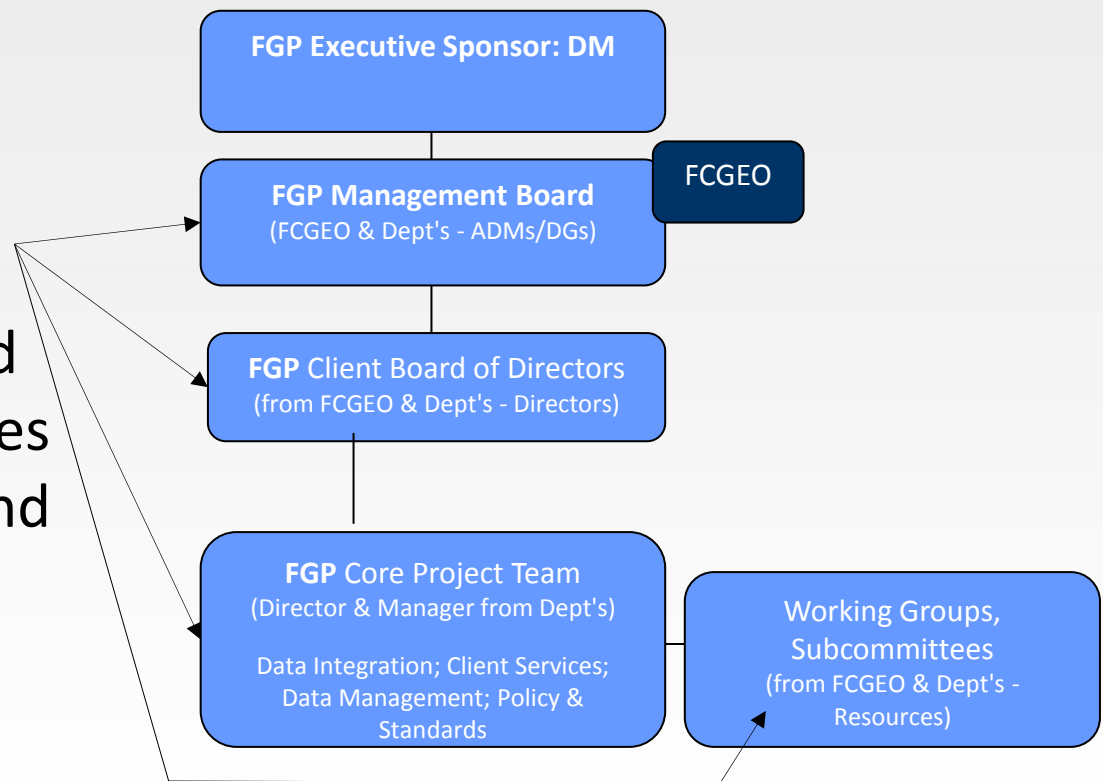 FGP Executive Sponsor: DM
FCGEO
FGP Management Board
(FCGEO & Dept's - ADMs/DGs)
FGP Client Board of Directors
(from FCGEO & Dept's - Directors)
FGP Core Project Team
(Director & Manager from Dept's)
Data Integration; Client Services;
Data Management; Policy &
Standards
Working Groups,
Subcommittees
(from FCGEO & Dept's -
Resources)
d
es
nd